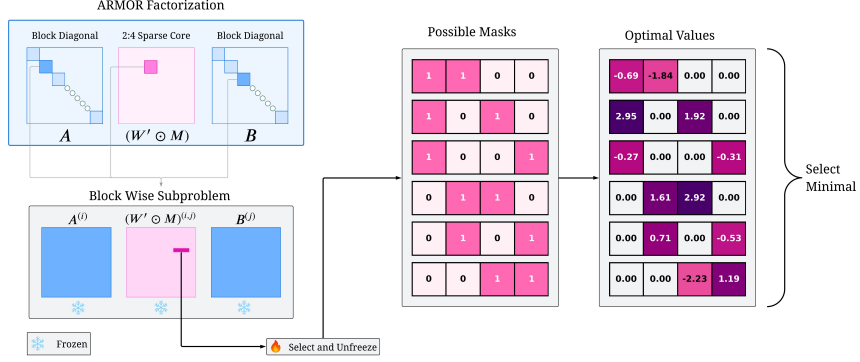 ARMOR Factorization
Block Diagonal 2:4 Sparse Core Block Diagonal
A (W′ ⊙ M) B
Block Wise Subproblem
A^(i) (W′ ⊙ M)^(i,j) B^(j)
Frozen
Select and Unfreeze
Possible Masks
1 1 0 0
1 0 1 0
1 0 0 1
0 1 1 0
0 1 0 1
0 0 1 1
Optimal Values
-0.69 -1.84 0.00 0.00
2.95 0.00 1.92 0.00
-0.27 0.00 0.00 -0.31
0.00 1.61 2.92 0.00
0.00 0.71 0.00 -0.53
0.00 0.00 -2.23 1.19
Select
Minimal